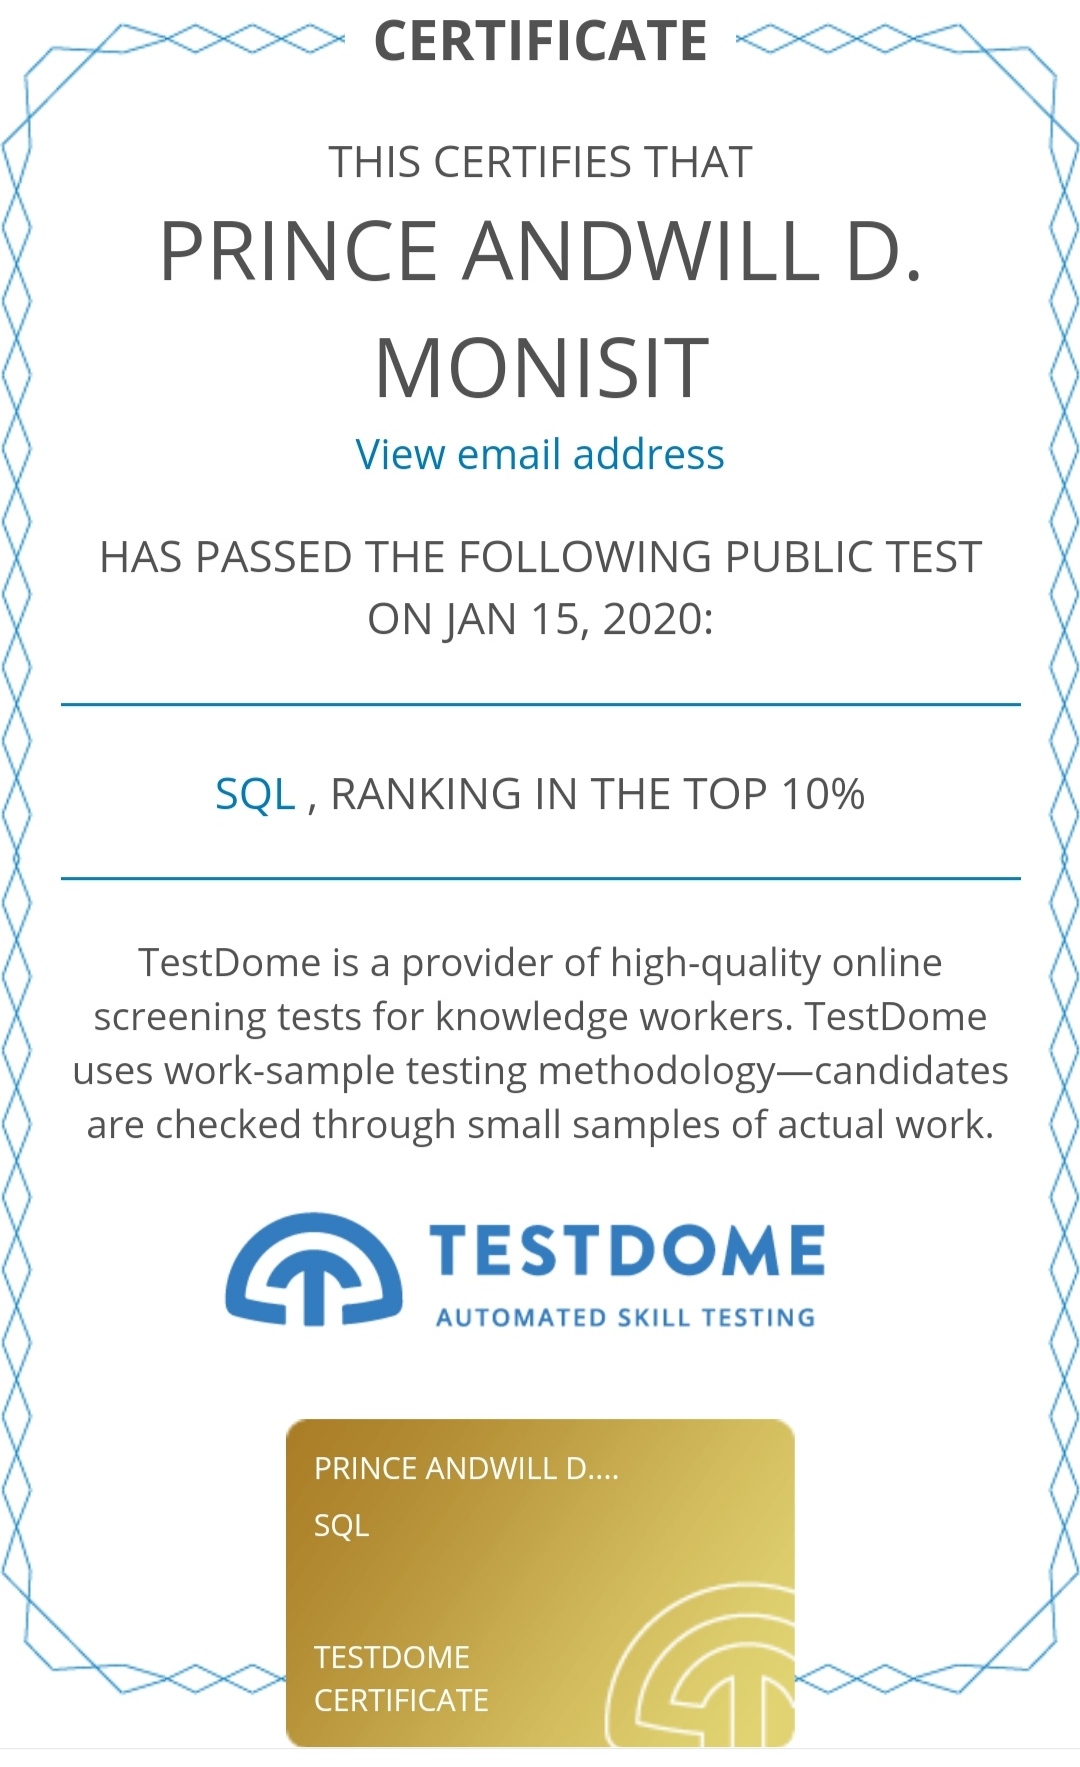 CERTIFICATE
THIS CERTIFIES THAT
PRINCE ANDWILL D.
MONISIT
View email address
HAS PASSED THE FOLLOWING PUBLIC TEST
ON JAN 15, 2020:
SQL , RANKING IN THE TOP 10%
TestDome is a provider of high-quality online
screening tests for knowledge workers. TestDome
uses work-sample testing methodology—candidates
are checked through small samples of actual work.
TESTDOME
AUTOMATED SKILL TESTING
PRINCE ANDWILL D....
SQL
TESTDOME
CERTIFICATE